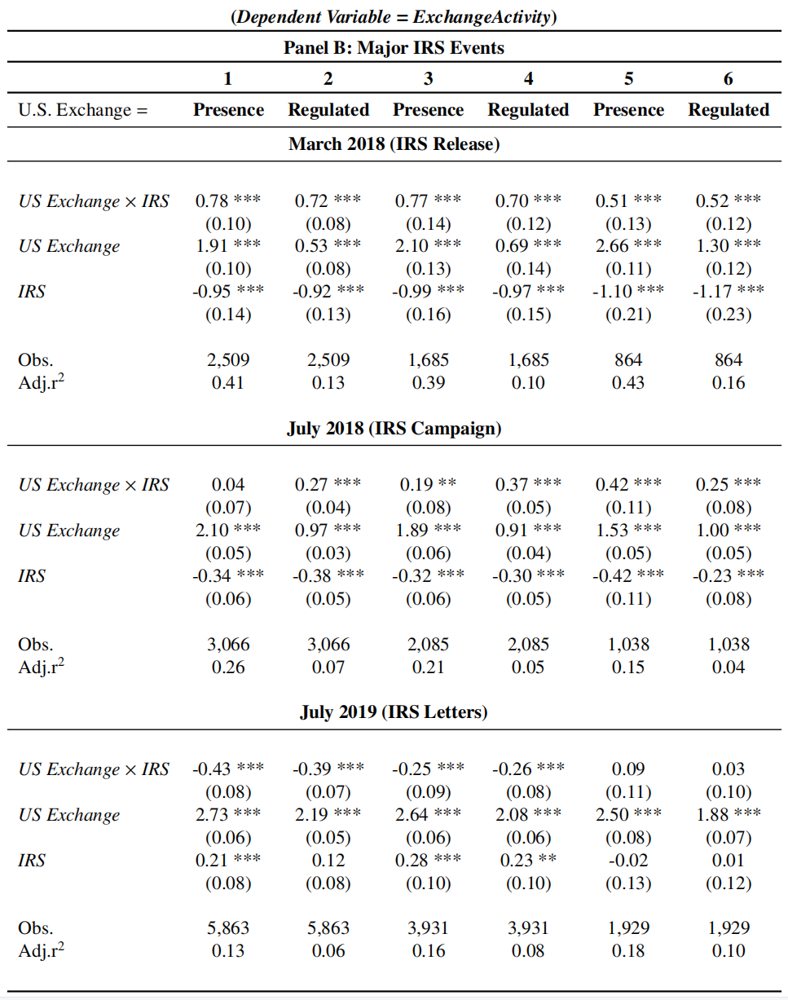 (Dependent Variable = ExchangeActivity)
Panel B: Major IRS Events
1 2 3 4 5 6
U.S. Exchange = Presence Regulated Presence Regulated Presence Regulated
March 2018 (IRS Release)
US Exchange × IRS 0.78 *** 0.72 *** 0.77 *** 0.70 *** 0.51 *** 0.52 ***
(0.10) (0.08) (0.14) (0.12) (0.13) (0.12)
US Exchange 1.91 *** 0.53 *** 2.10 *** 0.69 *** 2.66 *** 1.30 ***
(0.10) (0.08) (0.13) (0.14) (0.11) (0.12)
IRS -0.95 *** -0.92 *** -0.99 *** -0.97 *** -1.10 *** -1.17 ***
(0.14) (0.13) (0.16) (0.15) (0.21) (0.23)
Obs. 2,509 2,509 1,685 1,685 864 864
Adj.r² 0.41 0.13 0.39 0.10 0.43 0.16
July 2018 (IRS Campaign)
US Exchange × IRS 0.04 0.27 *** 0.19 ** 0.37 *** 0.42 *** 0.25 ***
(0.07) (0.04) (0.08) (0.05) (0.11) (0.08)
US Exchange 2.10 *** 0.97 *** 1.89 *** 0.91 *** 1.53 *** 1.00 ***
(0.05) (0.03) (0.06) (0.04) (0.05) (0.05)
IRS -0.34 *** -0.38 *** -0.32 *** -0.30 *** -0.42 *** -0.23 ***
(0.06) (0.05) (0.06) (0.05) (0.11) (0.08)
Obs. 3,066 3,066 2,085 2,085 1,038 1,038
Adj.r² 0.26 0.07 0.21 0.05 0.15 0.04
July 2019 (IRS Letters)
US Exchange × IRS -0.43 *** -0.39 *** -0.25 *** -0.26 *** 0.09 0.03
(0.08) (0.07) (0.09) (0.08) (0.11) (0.10)
US Exchange 2.73 *** 2.19 *** 2.64 *** 2.08 *** 2.50 *** 1.88 ***
(0.06) (0.05) (0.06) (0.06) (0.08) (0.07)
IRS 0.21 *** 0.12 0.28 *** 0.23 ** -0.02 0.01
(0.08) (0.08) (0.10) (0.10) (0.13) (0.12)
Obs. 5,863 5,863 3,931 3,931 1,929 1,929
Adj.r² 0.13 0.06 0.16 0.08 0.18 0.10